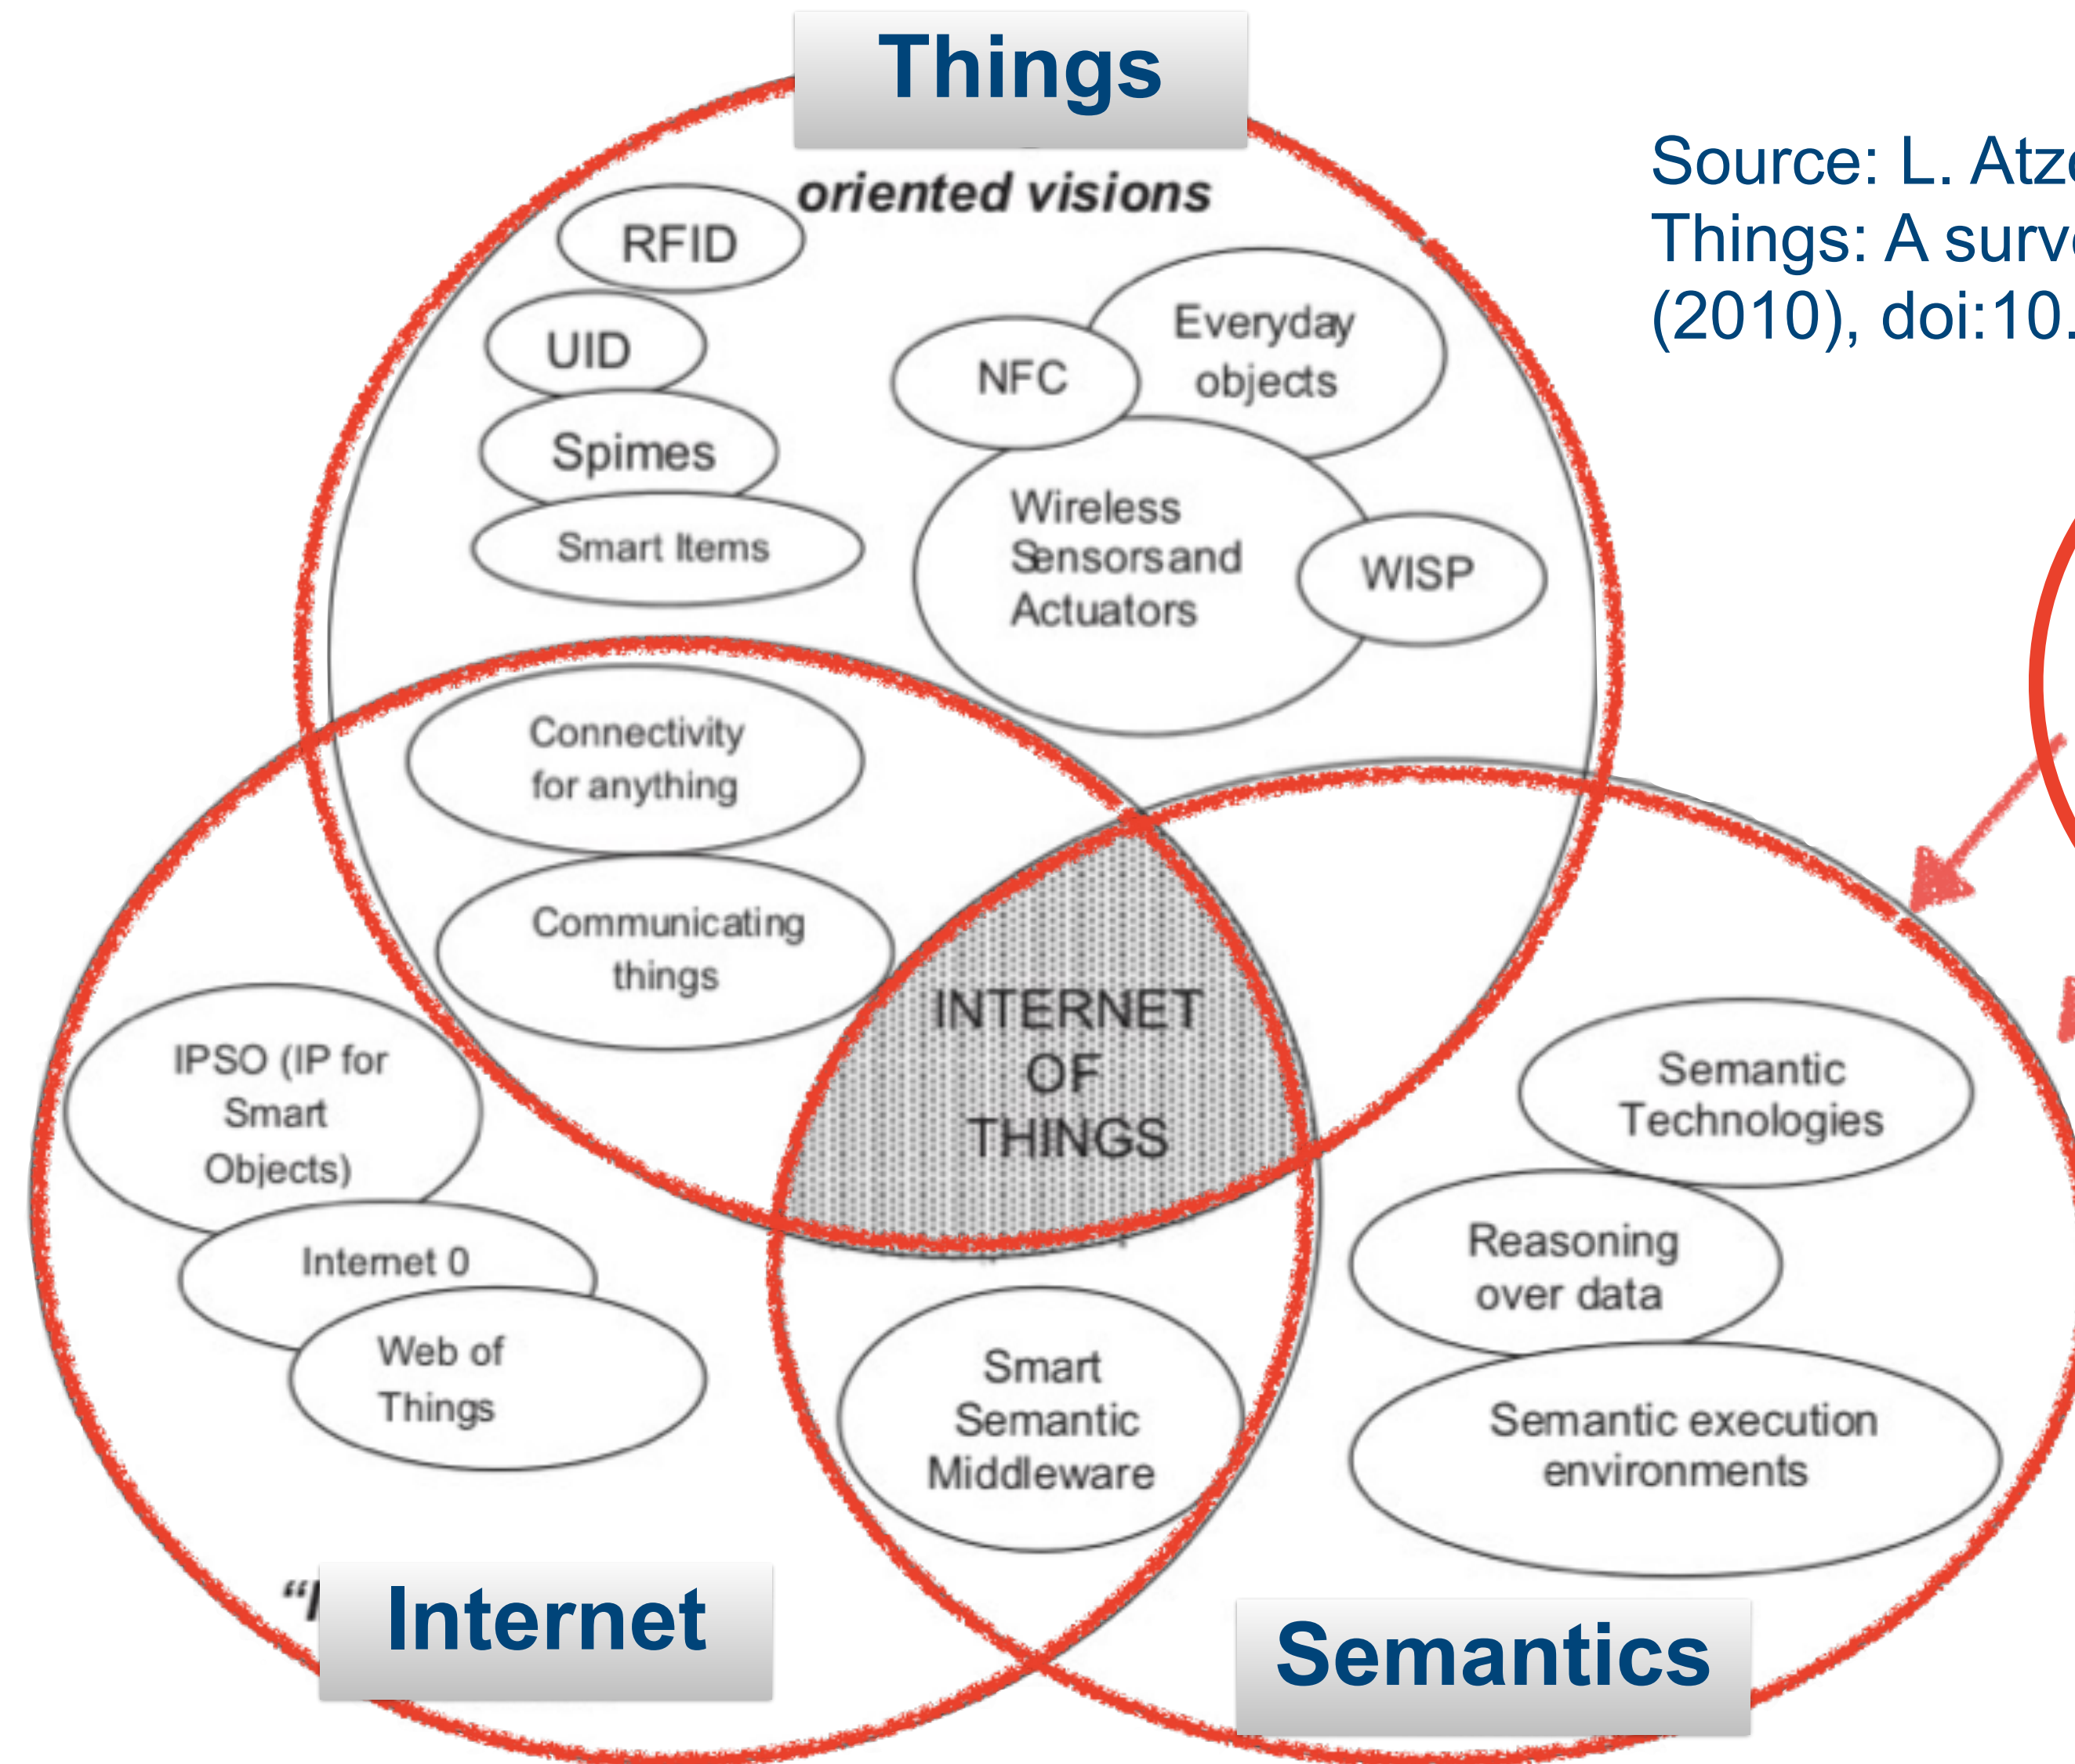 Things
Source: L. Atz
Things: A surv
(2010), doi:10.
oriented visions
RFID
UID
Spimes
Smart Items
NFC
Everyday
objects
Wireless
Sensors and
Actuators
WISP
Connectivity
for anything
Communicating
things
INTERNET
OF
THINGS
IPSO (IP for
Smart
Objects)
Internet 0
Web of
Things
Semantic
Technologies
Reasoning
over data
Semantic execution
environments
Smart
Semantic
Middleware
Internet
Semantics